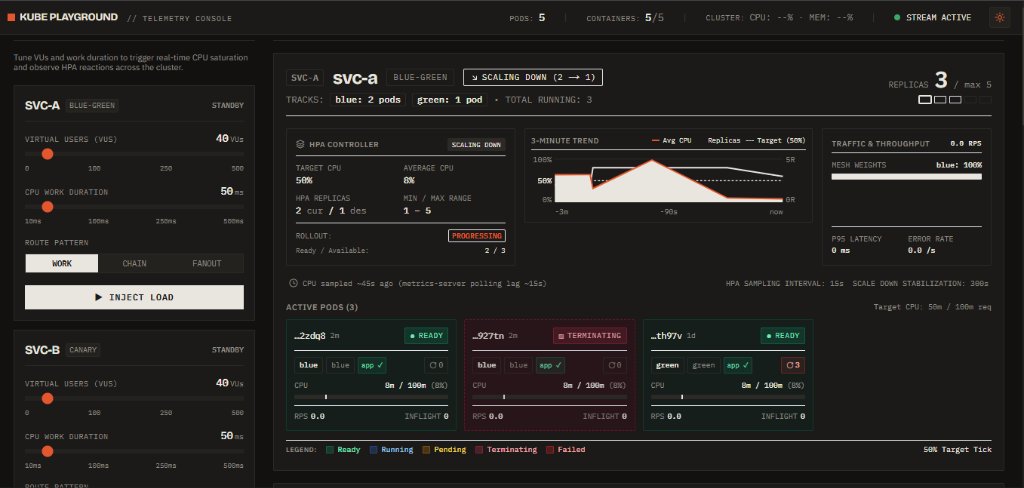 KUBE PLAYGROUND // TELEMETRY CONSOLE
PODS: 5
CONTAINERS: 5/5
CLUSTER: CPU: --% · MEM: --%
STREAM ACTIVE
Tune VUs and work duration to trigger real-time CPU saturation
and observe HPA reactions across the cluster.
SVC-A BLUE-GREEN STANDBY
VIRTUAL USERS (VUS) 40 VUs
0 100 250 500
CPU WORK DURATION 50 ms
10ms 100ms 250ms 500ms
ROUTE PATTERN
WORK CHAIN FANOUT
▶ INJECT LOAD
SVC-B CANARY STANDBY
VIRTUAL USERS (VUS) 40 VUs
0 100 250 500
CPU WORK DURATION 50 ms
10ms 100ms 250ms 500ms
ROUTE PATTERN
SVC-A svc-a BLUE-GREEN ↘ SCALING DOWN (2 → 1)
REPLICAS 3 / max 5
TRACKS: blue: 2 pods green: 1 pod • TOTAL RUNNING: 3
HPA CONTROLLER SCALING DOWN
TARGET CPU AVERAGE CPU
50% 8%
HPA REPLICAS MIN / MAX RANGE
2 cur / 1 des 1 – 5
ROLLOUT: PROGRESSING
Ready / Available: 2 / 3
3-MINUTE TREND — Avg CPU Replicas --- Target (50%)
100% 5R
50%
0% 0R
-3m -90s now
TRAFFIC & THROUGHPUT 0.0 RPS
MESH WEIGHTS blue: 100%
P95 LATENCY ERROR RATE
0 ms 0.0 /s
CPU sampled ~45s ago (metrics-server polling lag ~15s)
HPA SAMPLING INTERVAL: 15s SCALE DOWN STABILIZATION: 300s
ACTIVE PODS (3) Target CPU: 50m / 100m req
…2zdq8 2m ● READY
blue blue app ✓ 0
CPU 8m / 100m (8%)
RPS 0.0 INFLIGHT 0
…927tn 2m TERMINATING
blue blue app ✓ 0
CPU 8m / 100m (8%)
RPS 0.0 INFLIGHT 0
…th97v 1d ● READY
green green app ✓ 3
CPU 8m / 100m (8%)
RPS 0.0 INFLIGHT 0
LEGEND: Ready Running Pending Terminating Failed 50% Target Tick